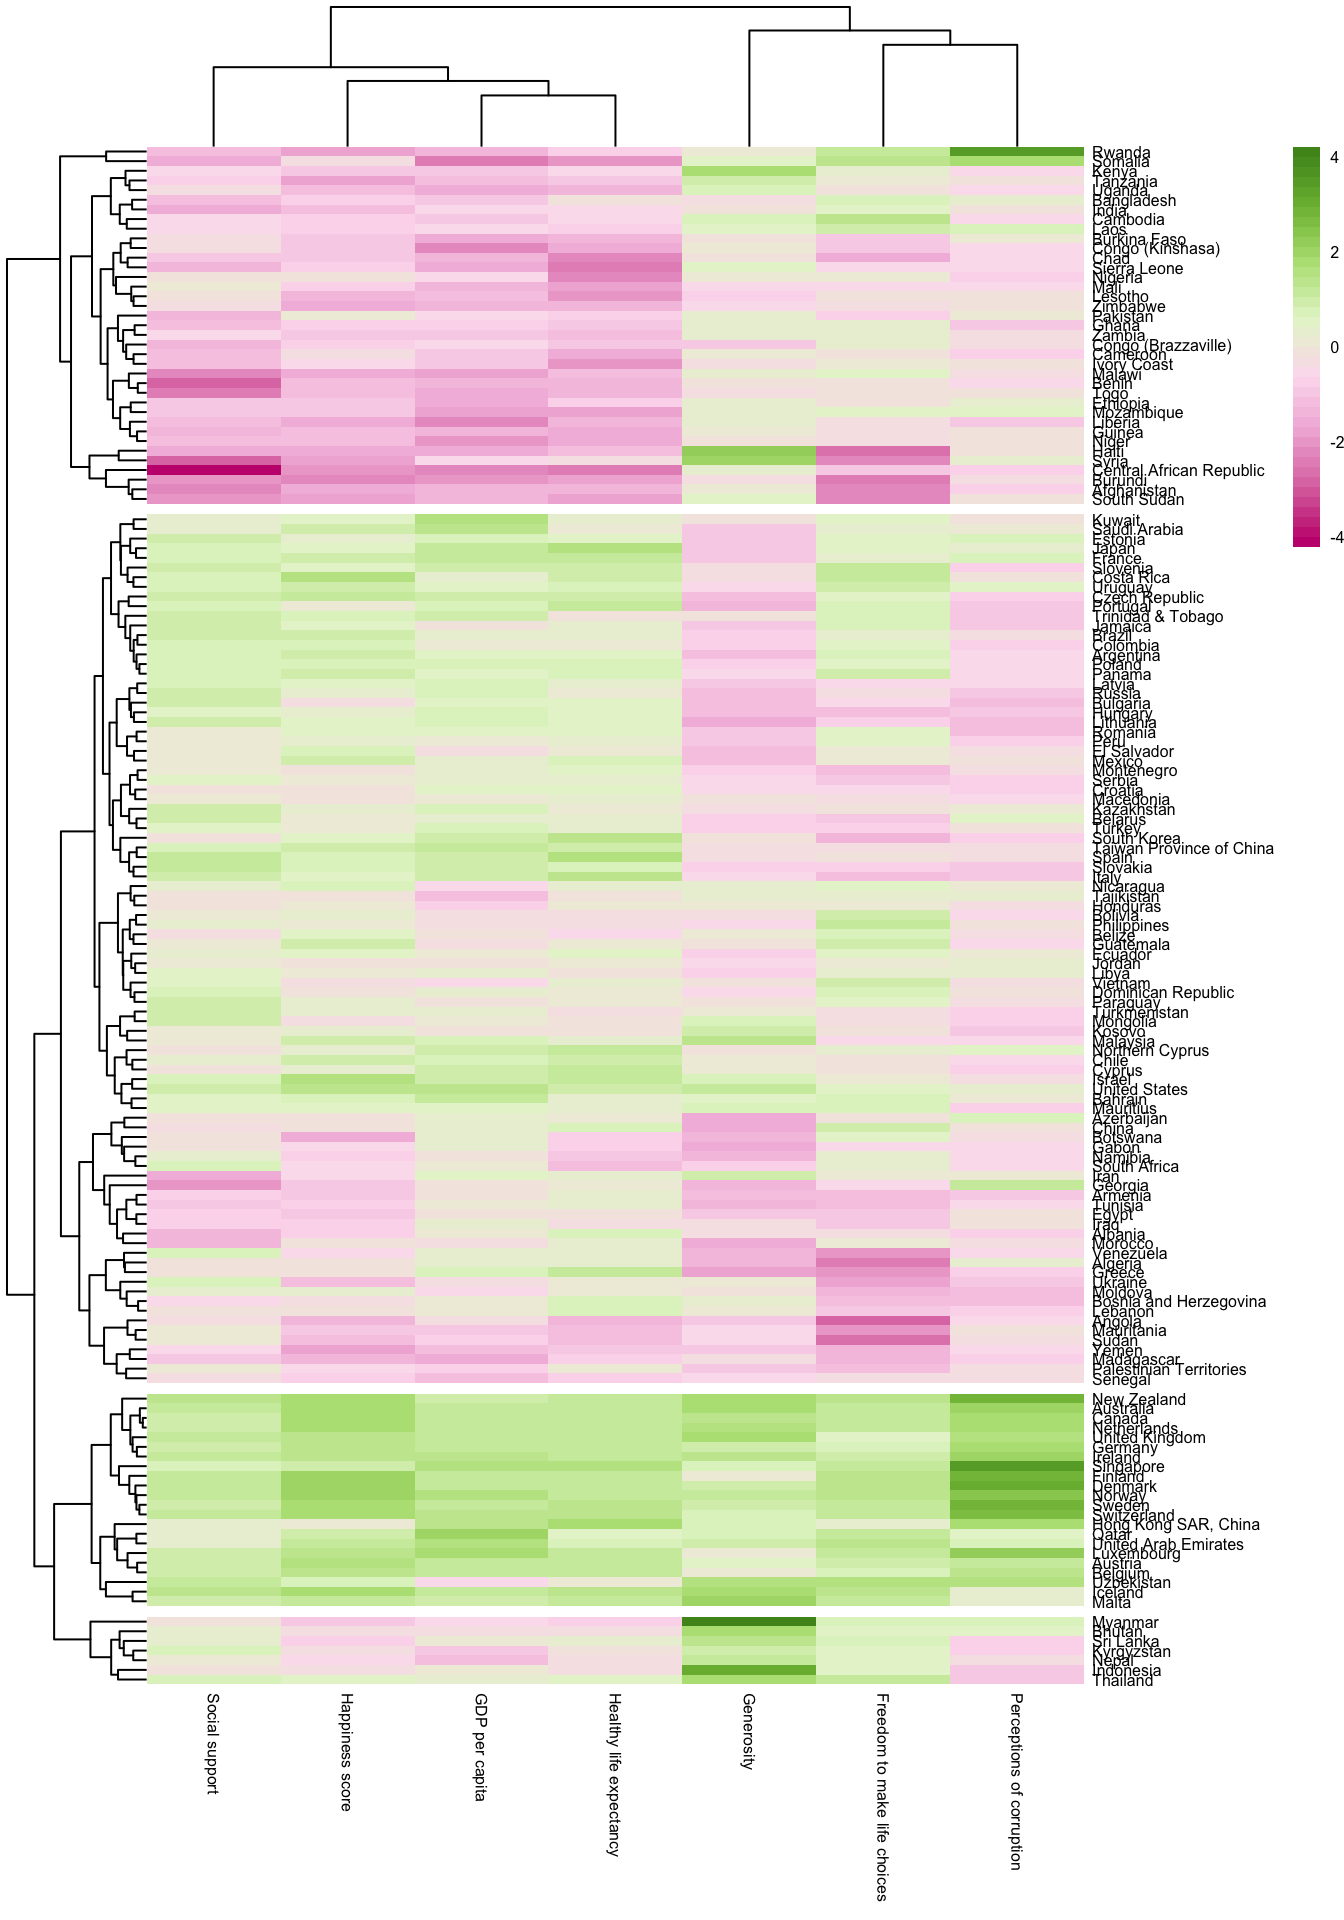 Rwanda
Somalia
Kenya
Tanzania
Uganda
Bangladesh
India
Cambodia
Laos
Burkina Faso
Congo (Kinshasa)
Chad
Sierra Leone
Nigeria
Mali
Lesotho
Zimbabwe
Pakistan
Ghana
Zambia
Congo (Brazzaville)
Cameroon
Ivory Coast
Malawi
Benin
Togo
Ethiopia
Mozambique
Liberia
Guinea
Niger
Haiti
Syria
Central African Republic
Burundi
Afghanistan
South Sudan
Kuwait
Saudi Arabia
Estonia
Japan
France
Slovenia
Costa Rica
Uruguay
Czech Republic
Portugal
Trinidad & Tobago
Jamaica
Brazil
Colombia
Argentina
Poland
Panama
Latvia
Russia
Bulgaria
Hungary
Lithuania
Romania
Peru
El Salvador
Mexico
Montenegro
Serbia
Croatia
Macedonia
Kazakhstan
Belarus
Turkey
South Korea
Taiwan Province of China
Spain
Slovakia
Italy
Nicaragua
Tajikistan
Honduras
Bolivia
Philippines
Belize
Guatemala
Ecuador
Jordan
Libya
Vietnam
Dominican Republic
Paraguay
Turkmenistan
Mongolia
Kosovo
Malaysia
Northern Cyprus
Chile
Cyprus
Israel
United States
Bahrain
Mauritius
Azerbaijan
China
Botswana
Gabon
Namibia
South Africa
Iran
Georgia
Armenia
Tunisia
Egypt
Iraq
Albania
Morocco
Venezuela
Algeria
Greece
Ukraine
Moldova
Bosnia and Herzegovina
Lebanon
Angola
Mauritania
Sudan
Yemen
Madagascar
Palestinian Territories
Senegal
New Zealand
Australia
Canada
Netherlands
United Kingdom
Germany
Ireland
Singapore
Finland
Denmark
Norway
Sweden
Switzerland
Hong Kong SAR, China
Qatar
United Arab Emirates
Luxembourg
Austria
Belgium
Uzbekistan
Iceland
Malta
Myanmar
Bhutan
Sri Lanka
Kyrgyzstan
Nepal
Indonesia
Thailand
4
2
0
-2
-4
Social support
Happiness score
GDP per capita
Healthy life expectancy
Generosity
Freedom to make life choices
Perceptions of corruption